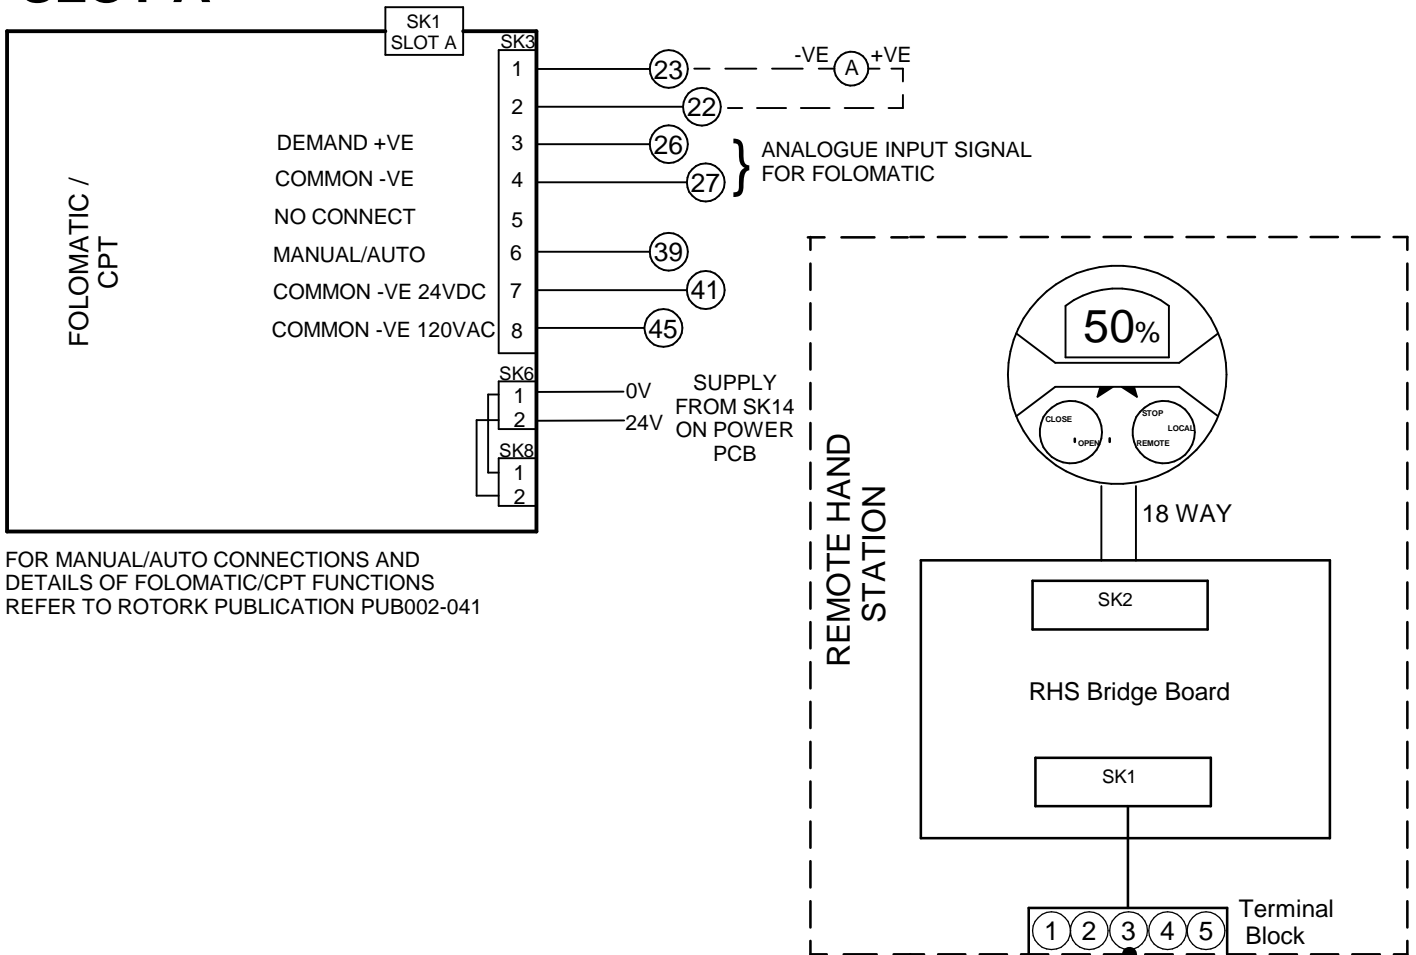 SK1
SLOT A
SK3
1
23
-VE
A
+VE
2
22
DEMAND +VE
3
26
COMMON -VE
4
27
ANALOGUE INPUT SIGNAL
FOR FOLOMATIC
NO CONNECT
5
MANUAL/AUTO
6
39
COMMON -VE 24VDC
7
41
COMMON -VE 120VAC
8
45
FOLOMATIC /
CPT
SK6
1
0V
2
24V
SUPPLY
FROM SK14
ON POWER
PCB
SK8
1
2
FOR MANUAL/AUTO CONNECTIONS AND
DETAILS OF FOLOMATIC/CPT FUNCTIONS
REFER TO ROTORK PUBLICATION PUB002-041
REMOTE HAND
STATION
50%
CLOSE
OPEN
STOP
LOCAL
REMOTE
18 WAY
SK2
RHS Bridge Board
SK1
1 2 3 4 5
Terminal
Block